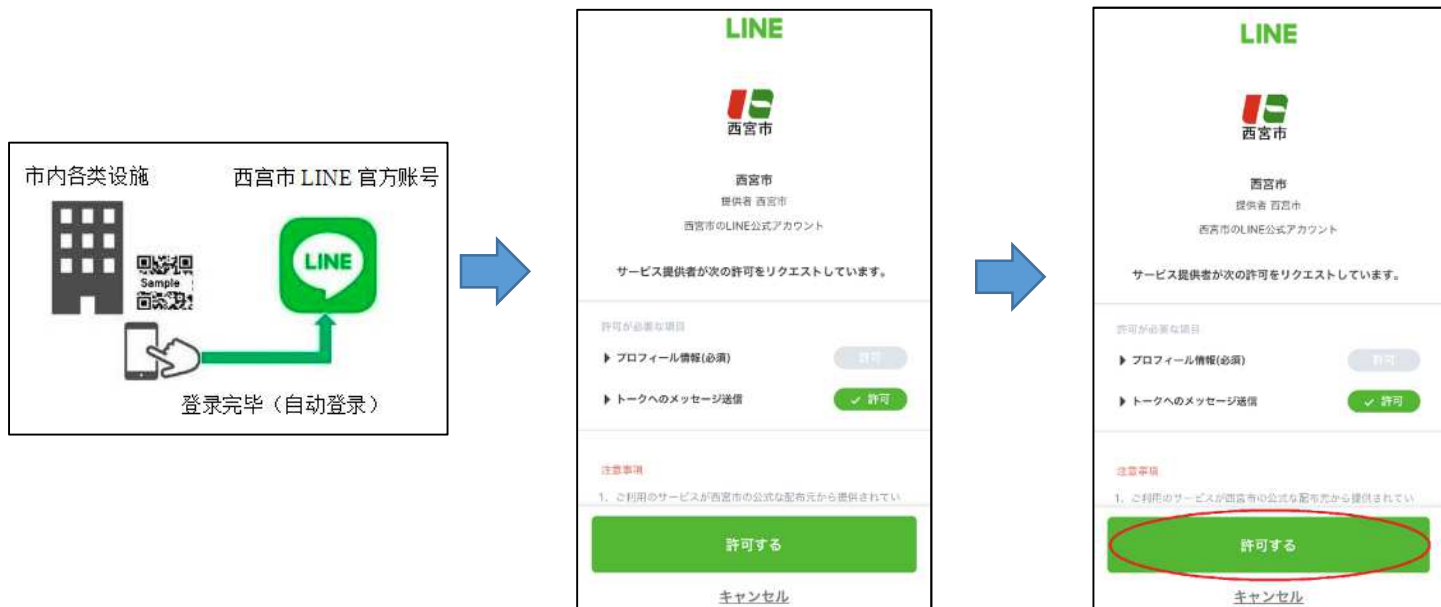 市内各类设施
西宫市 LINE 官方账号
Sample
LINE
登录完毕（自动登录）
LINE
西宮市
西宮市
提供者 西宮市
西宮市のLINE公式アカウント
サービス提供者が次の許可をリクエストしています。
許可が必要な項目
▶ プロフィール情報(必須)
許可
▶ トークへのメッセージ送信
✓ 許可
注意事項
1、ご利用のサービスが西宮市の公式な配布元から提供されてい
許可する
キャンセル
LINE
西宮市
西宮市
提供者 西宮市
西宮市のLINE公式アカウント
サービス提供者が次の許可をリクエストしています。
許可が必要な項目
▶ プロフィール情報(必須)
許可
▶ トークへのメッセージ送信
✓ 許可
注意事項
1、ご利用のサービスが西宮市の公式な配布元から提供されてい
許可する
キャンセル